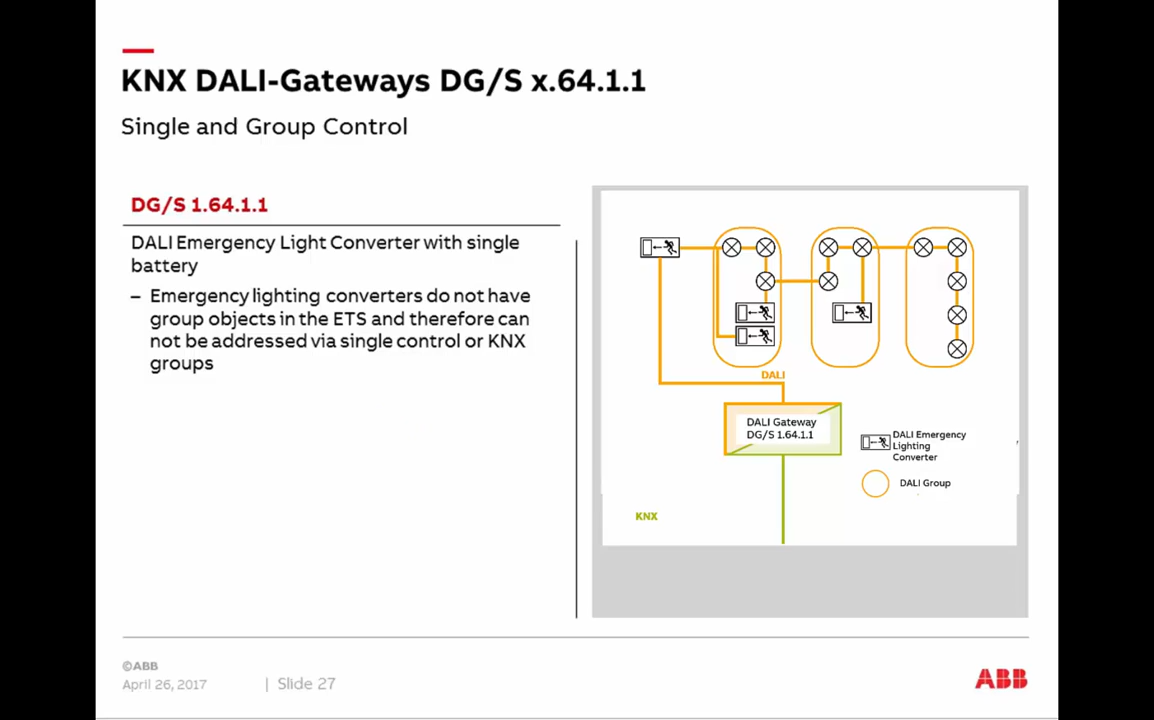 KNX DALI-Gateways DG/S x.64.1.1
Single and Group Control
DG/S 1.64.1.1
DALI Emergency Light Converter with single
battery
– Emergency lighting converters do not have
group objects in the ETS and therefore can
not be addressed via single control or KNX
groups
DALI
DALI Gateway
DG/S 1.64.1.1
DALI Emergency
Lighting
Converter
DALI Group
KNX
©ABB
April 26, 2017 | Slide 27
ABB